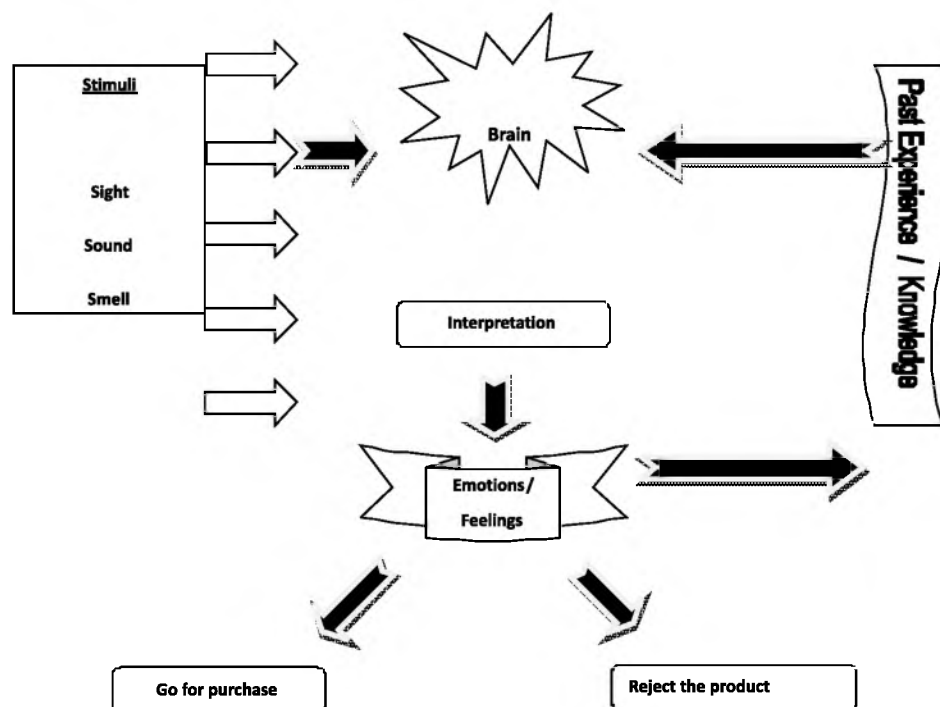 Stimuli
Sight
Sound
Smell
Brain
Past Experience / Knowledge
Interpretation
Emotions/
Feelings
Go for purchase
Reject the product